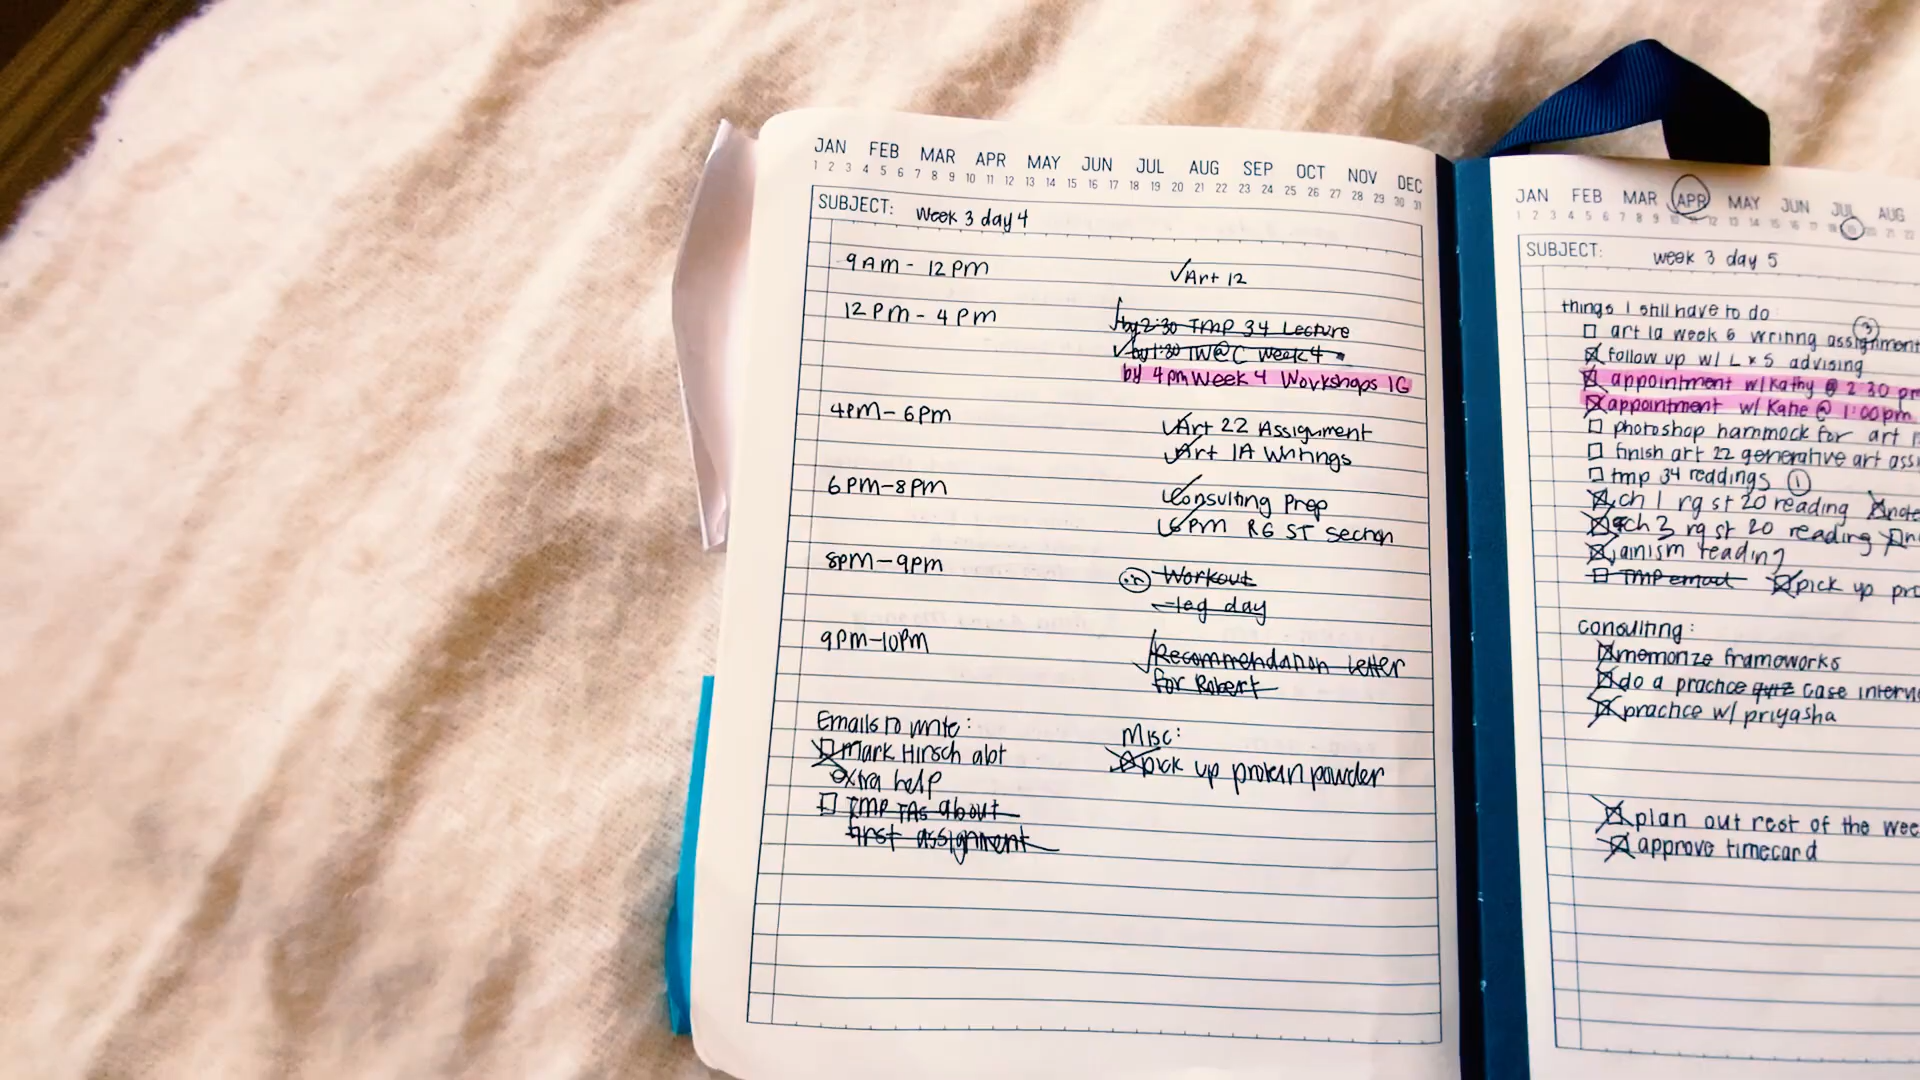 JAN FEB MAR APR MAY JUN JUL AUG SEP OCT NOV DEC
1 2 3 4 5 6 7 8 9 10 11 12 13 14 15 16 17 18 19 20 21 22 23 24 25 26 27 28 29 30 31
SUBJECT: Week 3 day 4
9AM - 12PM Art 12
12PM - 4PM by 2:30 TMP 34 Lecture
by 1:30 TW@C Week 4
by 4pm Week 4 Workshops 1G
4PM - 6PM Art 22 Assignment
Art 1A Writings
6PM - 8PM Consulting Prep
6PM RG ST Section
8PM - 9PM Workout
- leg day
9PM - 10PM Recommendation Letter
for Robert
Emails to write:
Mark Hirsch abt
extra help
TMP TAs about
first assignment
Misc:
pick up protein powder
JAN FEB MAR APR MAY JUN JUL AUG
SUBJECT: Week 3 day 5
things I still have to do
art 1a week 6 writing assignment 3
follow up w/ L x S advising
appointment w/ Kathy @ 2:30
appointment w/ Katie @ 1:00pm
photoshop hammock for art
finish art 22 generative art
tmp 34 readings 1
ch 1 rg st 20 reading
ch 3 rg st 20 reading
jainism reading
TMP email pick up
consulting:
memorize frameworks
do a practice quiz case
practice w/ priyasha
plan out rest of the
approve timecard